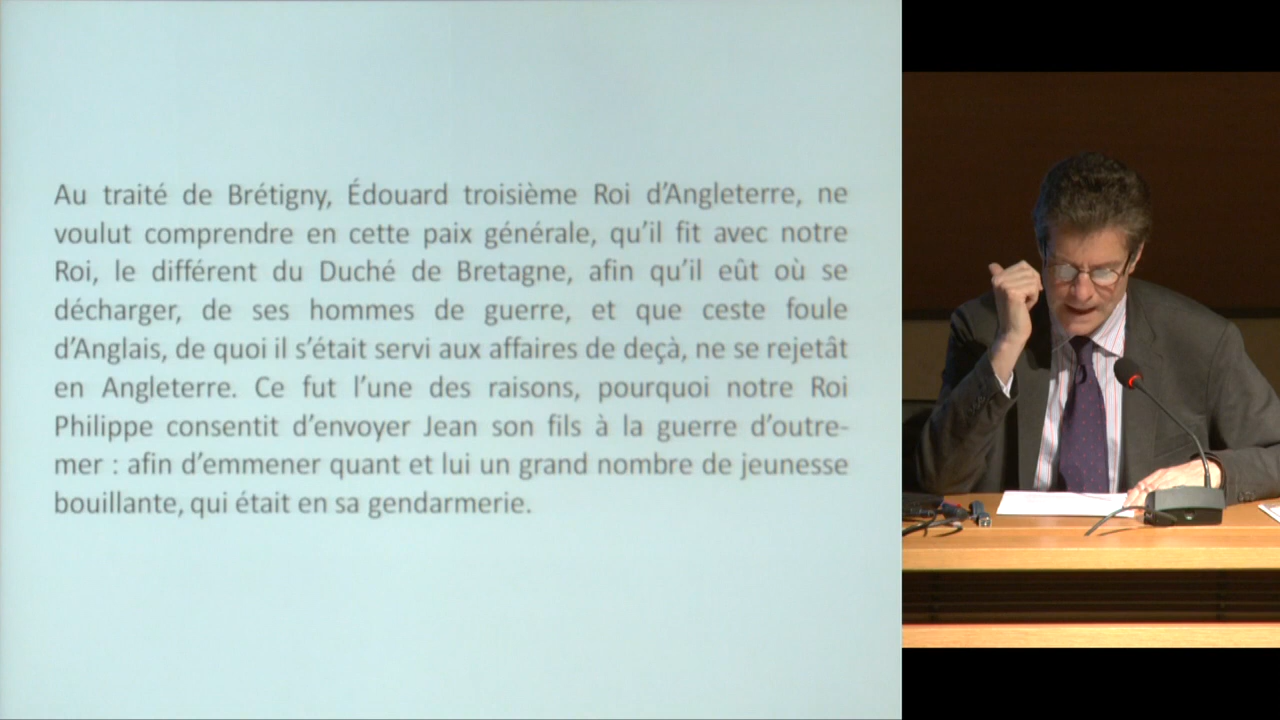 Au traité de Brétigny, Édouard troisième Roi d’Angleterre, ne
voulut comprendre en cette paix générale, qu’il fit avec notre
Roi, le différent du Duché de Bretagne, afin qu’il eût où se
décharger, de ses hommes de guerre, et que ceste foule
d’Anglais, de quoi il s’était servi aux affaires de deçà, ne se rejetât
en Angleterre. Ce fut l’une des raisons, pourquoi notre Roi
Philippe consentit d’envoyer Jean son fils à la guerre d’outre-
mer : afin d’emmener quant et lui un grand nombre de jeunesse
bouillante, qui était en sa gendarmerie.